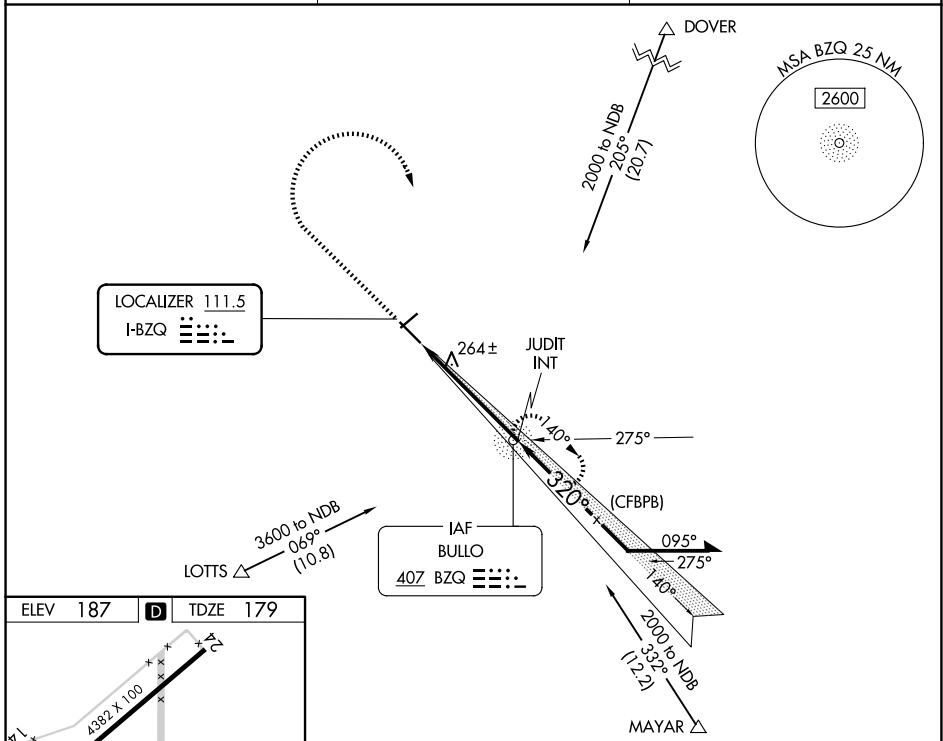 DOVER
MSA BZQ 25 NM
2600
2000 to NDB
205°
(20.7)
LOCALIZER 111.5
I-BZQ
264 ±
JUDIT
INT
140°
275°
320°
(CFBPB)
3600 to NDB
069°
(10.8)
LOTTS
IAF
BULLO
407 BZQ
095°
275°
140°
2000 to NDB
332°
(12.2)
MAYAR
ELEV 187
D
TDZE 179
24
4382 X 100
14